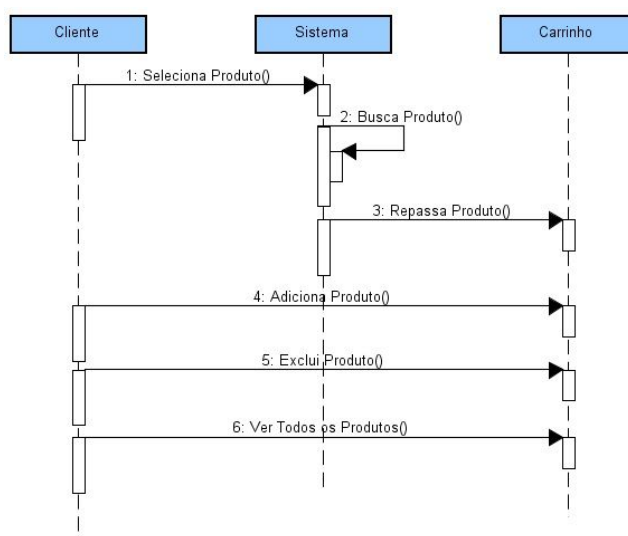 Cliente
Sistema
Carrinho
1: Seleciona Produto()
2: Busca Produto()
3: Repassa Produto()
4: Adiciona Produto()
5: Exclui Produto()
6: Ver Todos os Produtos()